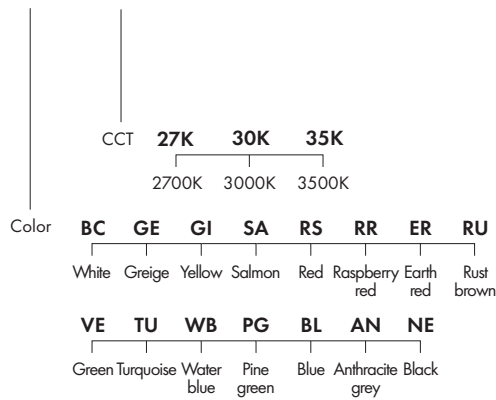 CCT 27K 30K 35K
2700K 3000K 3500K
Color BC GE GI SA RS RR ER RU
White Greige Yellow Salmon Red Raspberry red Earth red Rust brown
VE TU WB PG BL AN NE
Green Turquoise Water blue Pine green Blue Anthracite grey Black